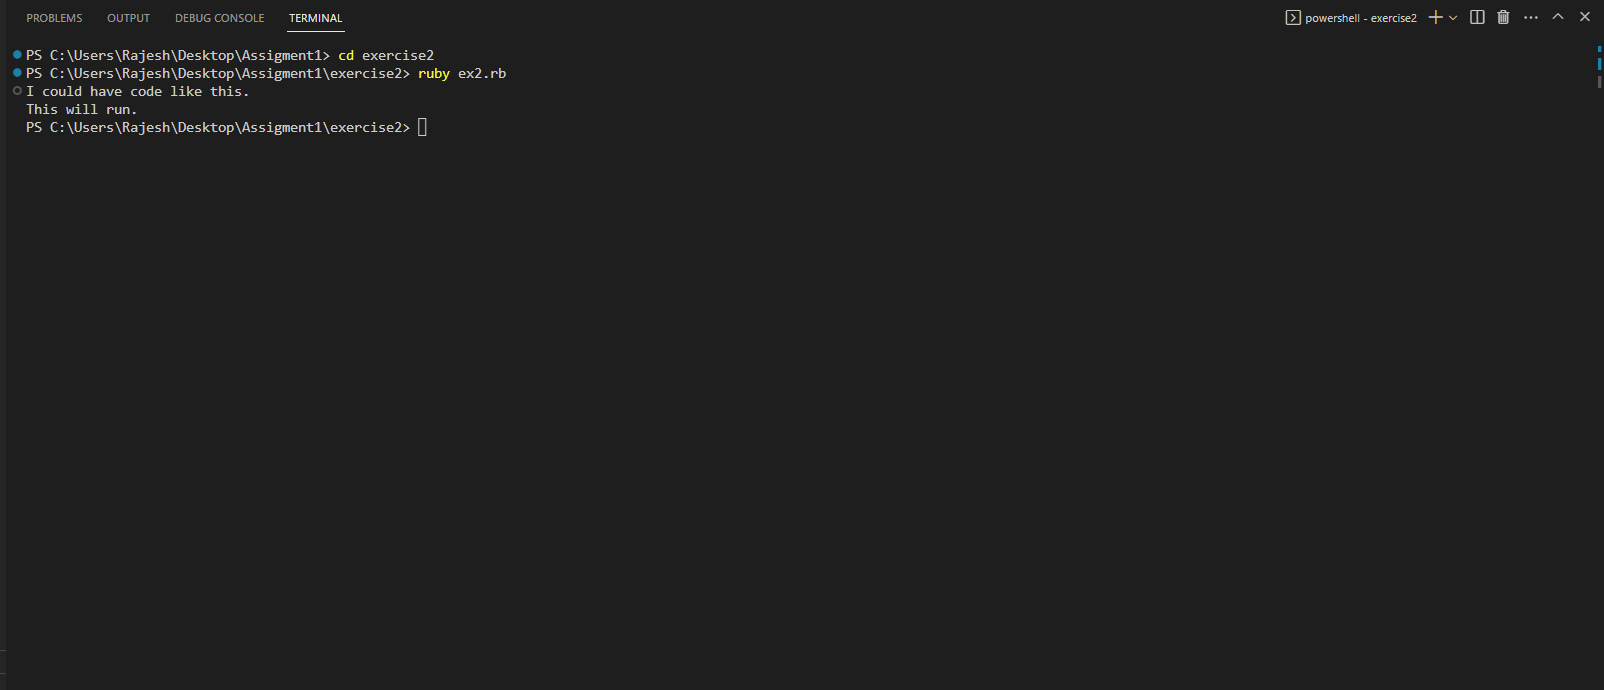 PROBLEMS OUTPUT DEBUG CONSOLE TERMINAL powershell - exercise2
PS C:\Users\Rajesh\Desktop\Assigment1> cd exercise2
PS C:\Users\Rajesh\Desktop\Assigment1\exercise2> ruby ex2.rb
I could have code like this.
This will run.
PS C:\Users\Rajesh\Desktop\Assigment1\exercise2>